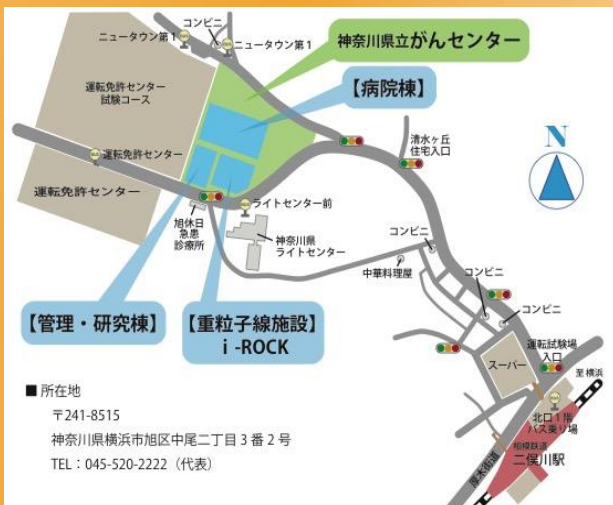 コンビニ
ニュータウン第1
ニュータウン第1
神奈川県立がんセンター
【病院棟】
運転免許センター
試験コース
清水ヶ丘
住宅入口
N
運転免許センター
運転免許センター
ライトセンター前
旭休日
急患
診療所
神奈川県
ライトセンター
コンビニ
中華料理屋
コンビニ
コンビニ
【管理・研究棟】
【重粒子線施設】
i -ROCK
スーパー
運転試験場
入口
至 横浜
北口1階
バス乗り場
相模鉄道
二俣川駅
厚木街道
■ 所在地
〒241-8515
神奈川県横浜市旭区中尾二丁目3番2号
TEL：045-520-2222（代表）